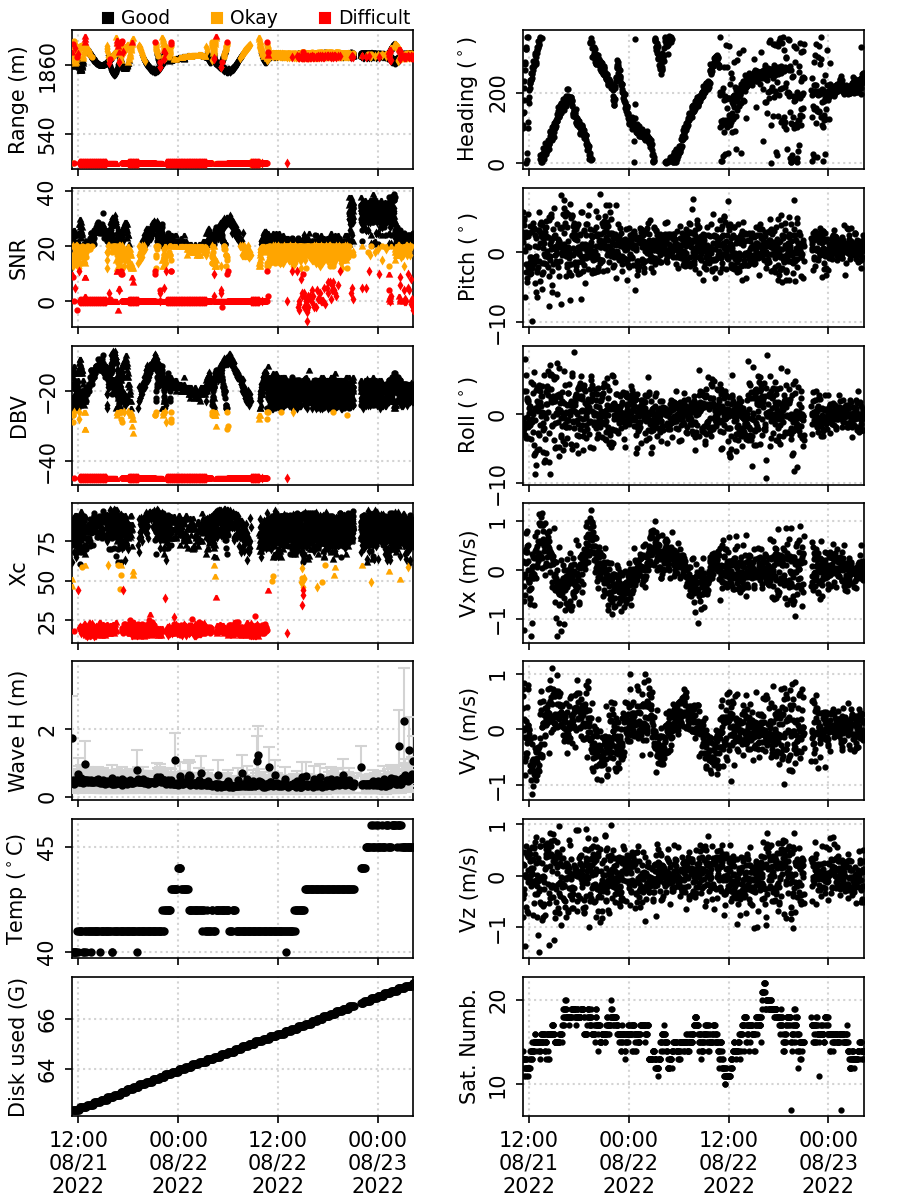 Good Okay Difficult
Range (m)
1860
540
Heading (°)
200
0
SNR
40
20
0
Pitch (°)
0
−10
DBV
−20
−40
Roll (°)
0
−10
Xc
75
50
25
Vx (m/s)
1
0
−1
Wave H (m)
2
0
Vy (m/s)
1
0
−1
Temp (°C)
45
40
Vz (m/s)
1
0
−1
Disk used (G)
66
64
Sat. Numb.
20
10
12:00 00:00 12:00 00:00 12:00 00:00 12:00 00:00
08/21 08/22 08/22 08/23 08/21 08/22 08/22 08/23
2022 2022 2022 2022 2022 2022 2022 2022